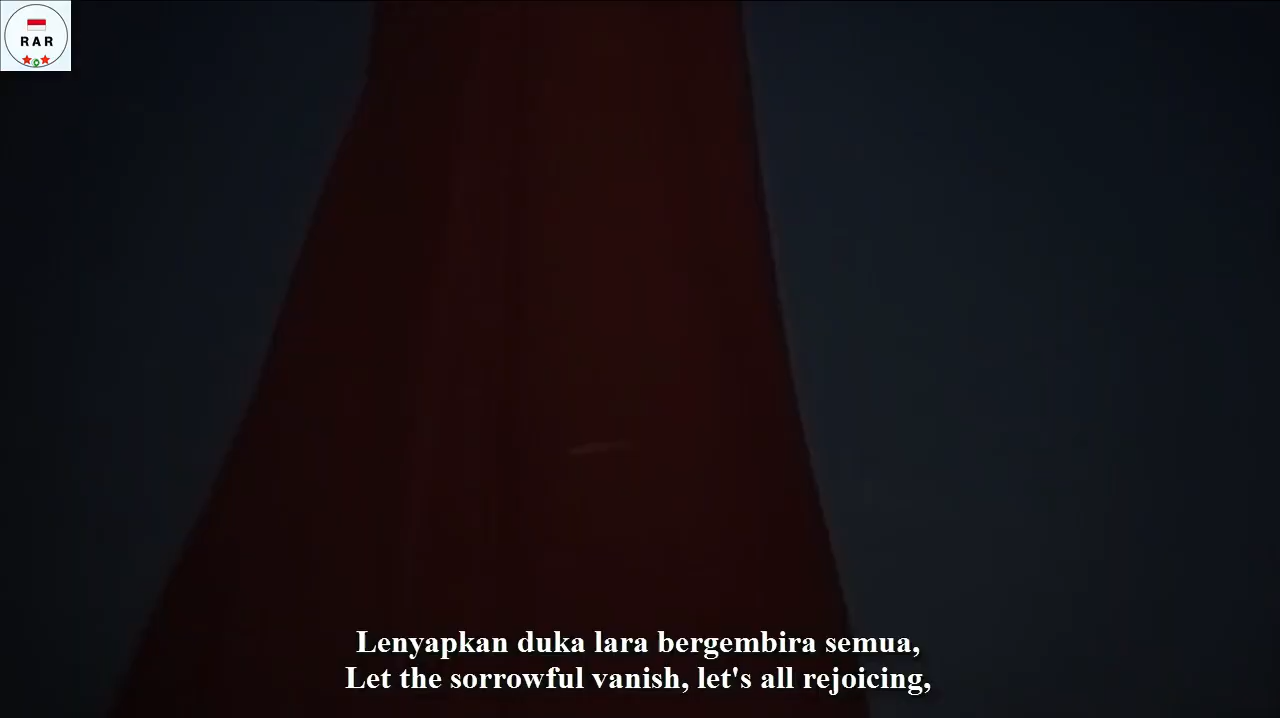 RAR
Lenyapkan duka lara bergembira semua,
Let the sorrowful vanish, let's all rejoicing,